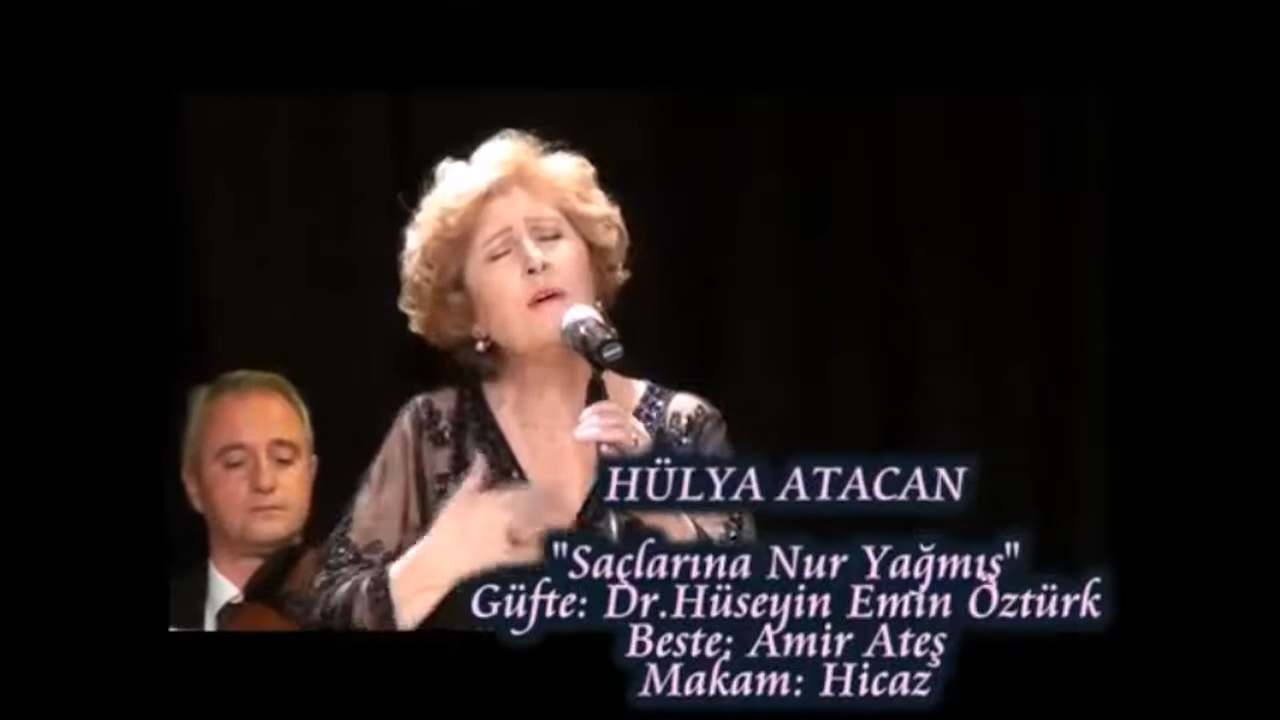 HÜLYA ATACAN
"Saçlarına Nur Yağmış"
Güfte: Dr.Hüseyin Emin Öztürk
Beste: Amir Ateş
Makam: Hicaz